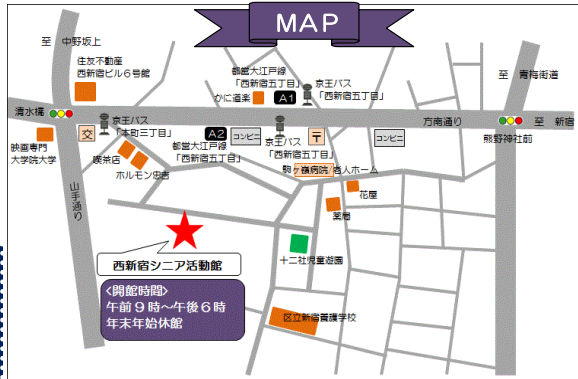 MAP
至　中野坂上
住友不動産
西新宿ビル６号館
都営大江戸線
「西新宿五丁目」
かに道楽
A1
京王バス
「西新宿五丁目」
至　青梅街道
清水橋
交
京王バス
「本町三丁目」
A2
都営大江戸線
「西新宿五丁目」
コンビニ
京王バス
「西新宿五丁目」
〒
コンビニ
方南通り
至　新宿
熊野神社前
映画専門
大学院大学
喫茶店
ホルモン忠吉
山手通り
駒ヶ嶺病院
老人ホーム
花屋
薬局
十二社児童遊園
区立新宿養護学校
西新宿シニア活動館
<開館時間>
午前９時～午後６時
年末年始休館